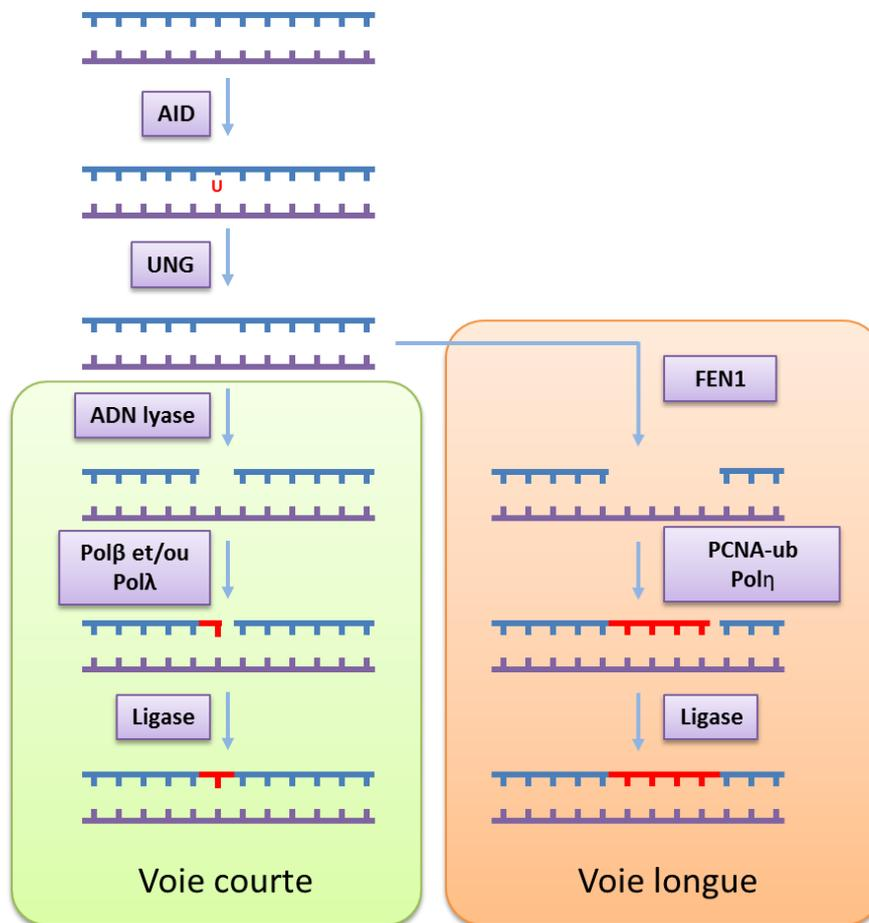 AID
U
UNG
ADN lyase
Polβ et/ou
Polλ
Ligase
Voie courte
FEN1
PCNA-ub
Polη
Ligase
Voie longue